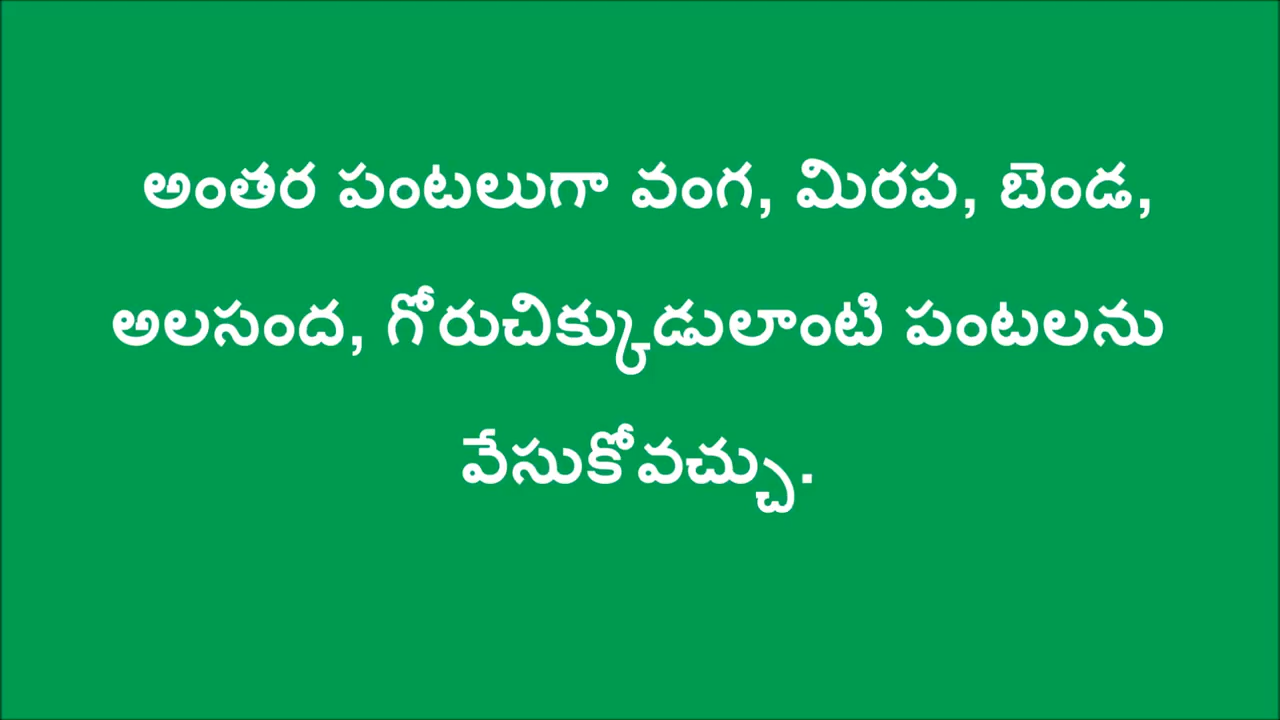 అంతర పంటలుగా వంగ, మిరప, బెండ,
అలసంద, గోరుచిక్కుడులాంటి పంటలను
వేసుకోవచ్చు.